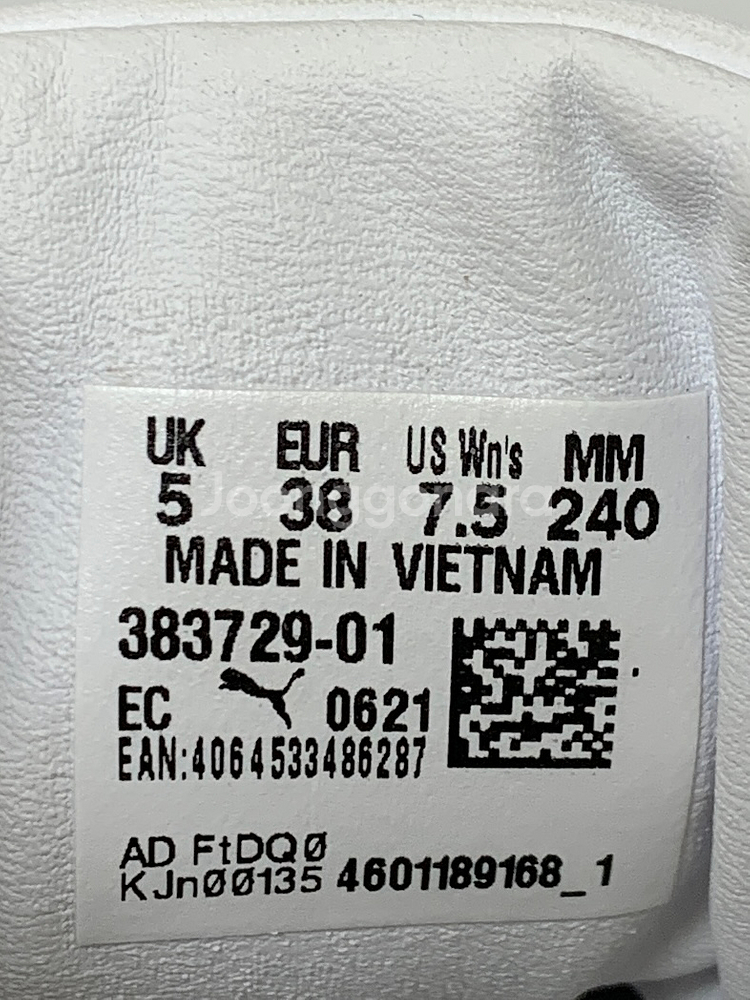 UK EUR US Wn's MM
5 38 7.5 240
Joonggonara
MADE IN VIETNAM
383729-01
EC 0621
EAN:4064533486287
AD FtDQ0
KJn00135 4601189168_1